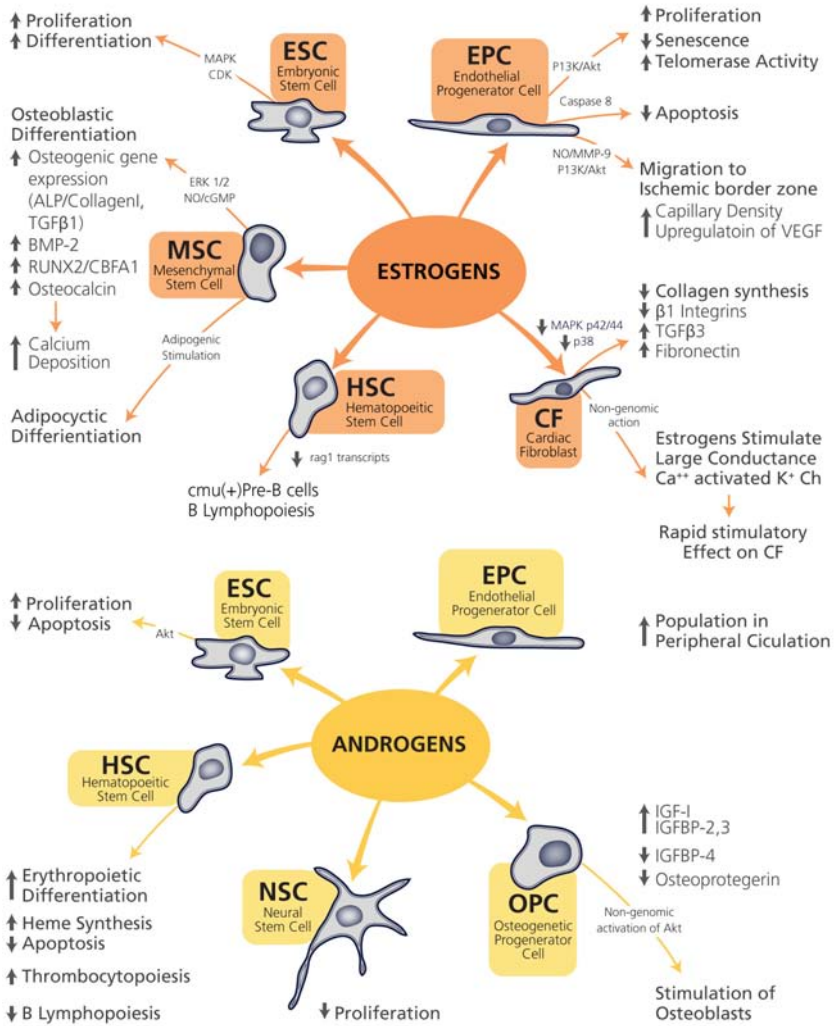 Proliferation
Differentiation
MAPK
CDK
ESC
Embryonic
Stem Cell
EPC
Endothelial
Progenerator Cell
P13K/Akt
Proliferation
Senescence
Telomerase Activity
Caspase 8
Apoptosis
NO/MMP-9
P13K/Akt
Migration to
Ischemic border zone
Capillary Density
Upregulatoin of VEGF
Osteoblastic
Differentiation
Osteogenic gene
expression
(ALP/CollagenI,
TGFβ1)
BMP-2
RUNX2/CBFA1
Osteocalcin
Calcium
Deposition
ERK 1/2
NO/cGMP
MSC
Mesenchymal
Stem Cell
Adipogenic
Stimulation
Adipocyctic
Differientiation
ESTROGENS
HSC
Hematopoeitic
Stem Cell
rag1 transcripts
cmu(+)Pre-B cells
B Lymphopoiesis
MAPK p42/44
p38
CF
Cardiac
Fibroblast
Collagen synthesis
β1 Integrins
TGFβ3
Fibronectin
Non-genomic
action
Estrogens Stimulate
Large Conductance
Ca⁺⁺ activated K⁺ Ch
Rapid stimulatory
Effect on CF
Proliferation
Apoptosis
Akt
ESC
Embryonic
Stem Cell
EPC
Endothelial
Progenerator Cell
Population in
Peripheral Ciculation
ANDROGENS
HSC
Hematopoeitic
Stem Cell
Erythropoietic
Differentiation
Heme Synthesis
Apoptosis
Thrombocytopoiesis
B Lymphopoiesis
NSC
Neural
Stem Cell
Proliferation
OPC
Osteogenetic
Progenerator
Cell
IGF-I
IGFBP-2,3
IGFBP-4
Osteoprotegerin
Non-genomic
activation of Akt
Stimulation of
Osteoblasts